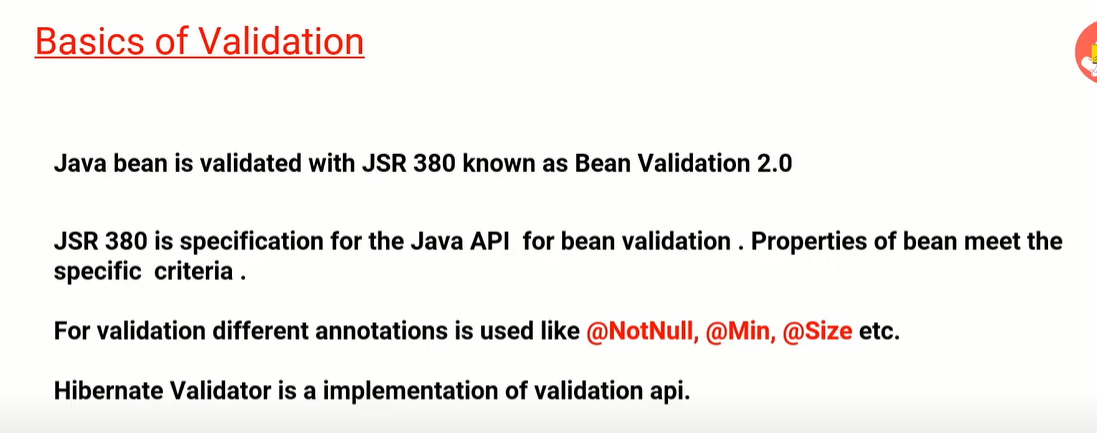 Basics of Validation
Java bean is validated with JSR 380 known as Bean Validation 2.0
JSR 380 is specification for the Java API for bean validation . Properties of bean meet the
specific criteria .
For validation different annotations is used like @NotNull, @Min, @Size etc.
Hibernate Validator is a implementation of validation api.